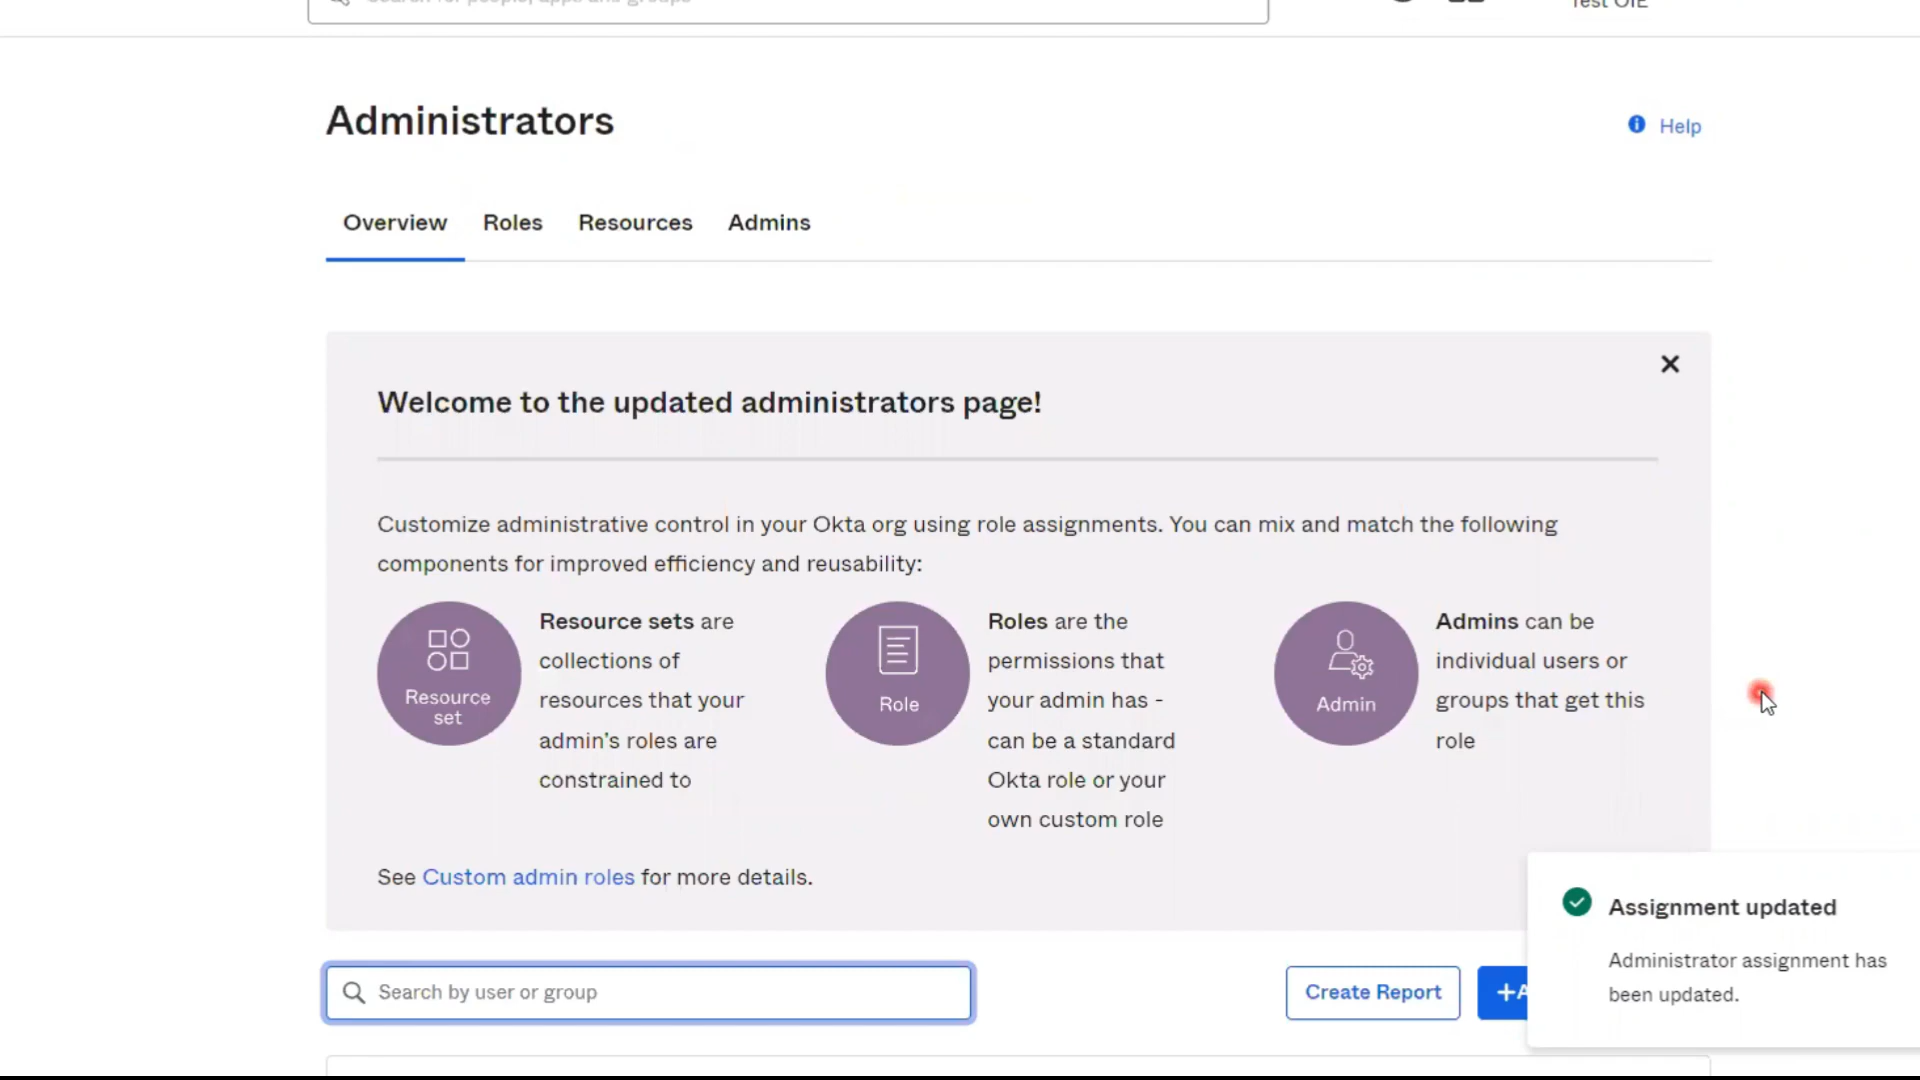 Search for people, apps and groups
Test OIE
Administrators
Help
Overview Roles Resources Admins
Welcome to the updated administrators page!
Customize administrative control in your Okta org using role assignments. You can mix and match the following
components for improved efficiency and reusability:
Resource
set
Resource sets are
collections of
resources that your
admin's roles are
constrained to
Role
Roles are the
permissions that
your admin has -
can be a standard
Okta role or your
own custom role
Admin
Admins can be
individual users or
groups that get this
role
See Custom admin roles for more details.
Search by user or group
Create Report
+A
Assignment updated
Administrator assignment has
been updated.